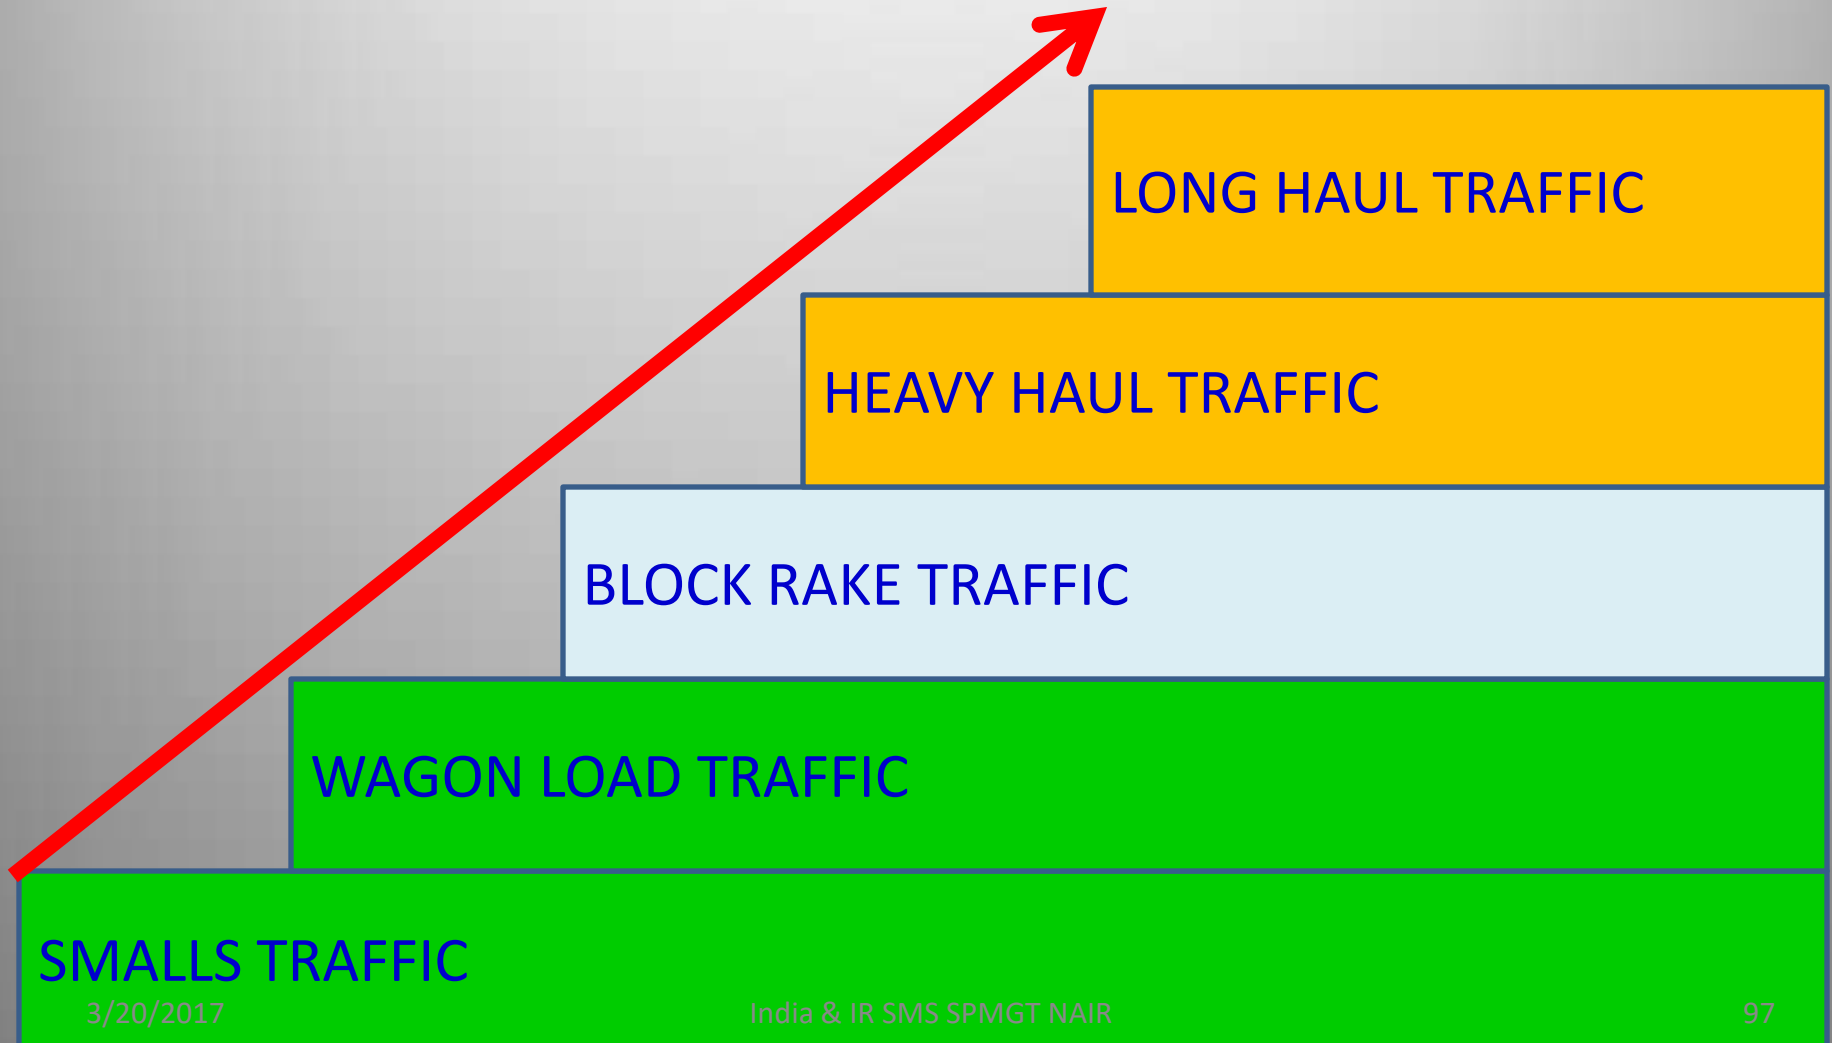 LONG HAUL TRAFFIC
HEAVY HAUL TRAFFIC
BLOCK RAKE TRAFFIC
WAGON LOAD TRAFFIC
SMALLS TRAFFIC
3/20/2017 India & IR SMS SPMGT NAIR 97